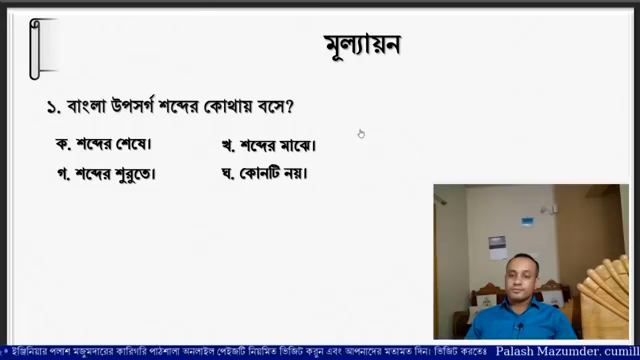 মূল্যায়ন
১. বাংলা উপসর্গ শব্দের কোথায় বসে?
ক. শব্দের শেষে।
খ. শব্দের মাঝে।
গ. শব্দের শুরুতে।
ঘ. কোনটি নয়।
* ইঞ্জিনিয়ার পলাশ মজুমদারের কারিগরি পাঠশালা অনলাইন পেইজটি নিয়মিত ভিজিট করুন এবং আপনাদের মতামত দিন। ভিজিট করতেঃ Palash Mazumder, cumill